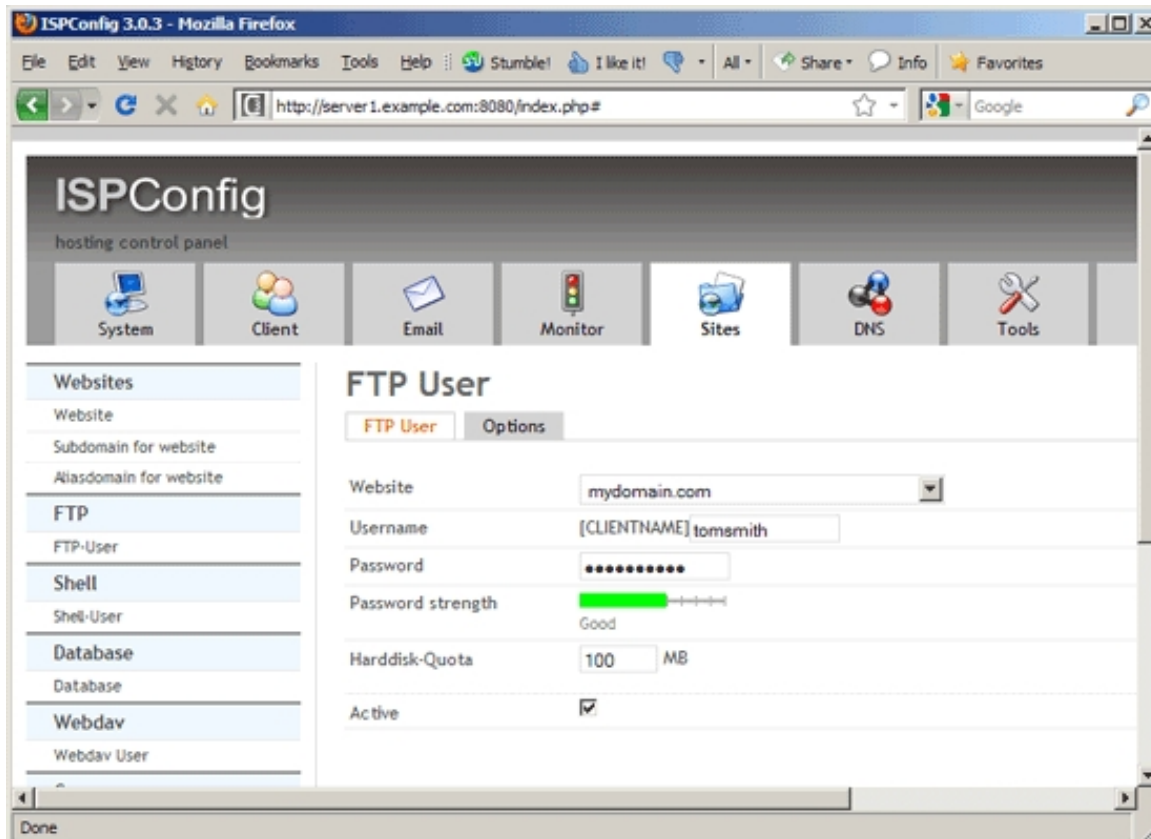 ISPConfig 3.0.3 - Mozilla Firefox
File Edit View History Bookmarks Tools Help Stumble! I like it! All Share Info Favorites
http://server1.example.com:8080/index.php# Google
ISPConfig
hosting control panel
System Client Email Monitor Sites DNS Tools
Websites
Website
Subdomain for website
Aliasdomain for website
FTP
FTP-User
Shell
Shell-User
Database
Database
Webdav
Webdav User
FTP User
FTP User Options
Website mydomain.com
Username [CLIENTNAME] tomsmith
Password ••••••••••
Password strength
Good
Harddisk-Quota 100 MB
Active
Done